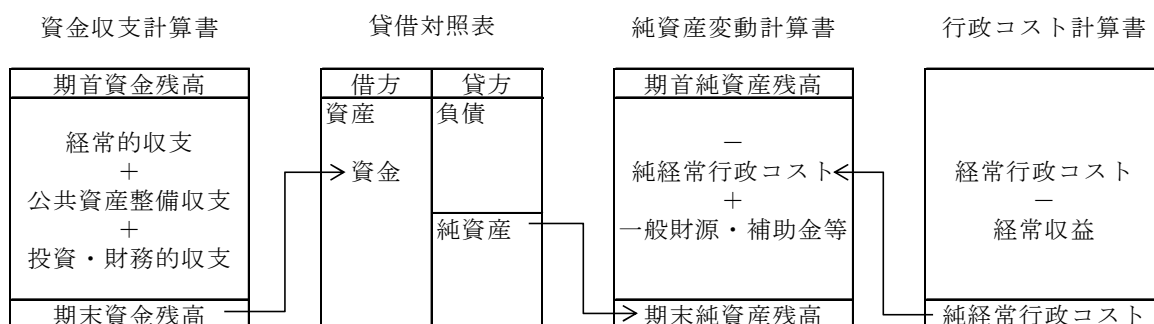 資金収支計算書
期首資金残高
経常的収支
+
公共資産整備収支
+
投資・財務的収支
期末資金残高
貸借対照表
借方 貸方
資産 負債
資金
純資産
純資産変動計算書
期首純資産残高
－
純経常行政コスト
+
一般財源・補助金等
期末純資産残高
行政コスト計算書
経常行政コスト
－
経常収益
純経常行政コスト